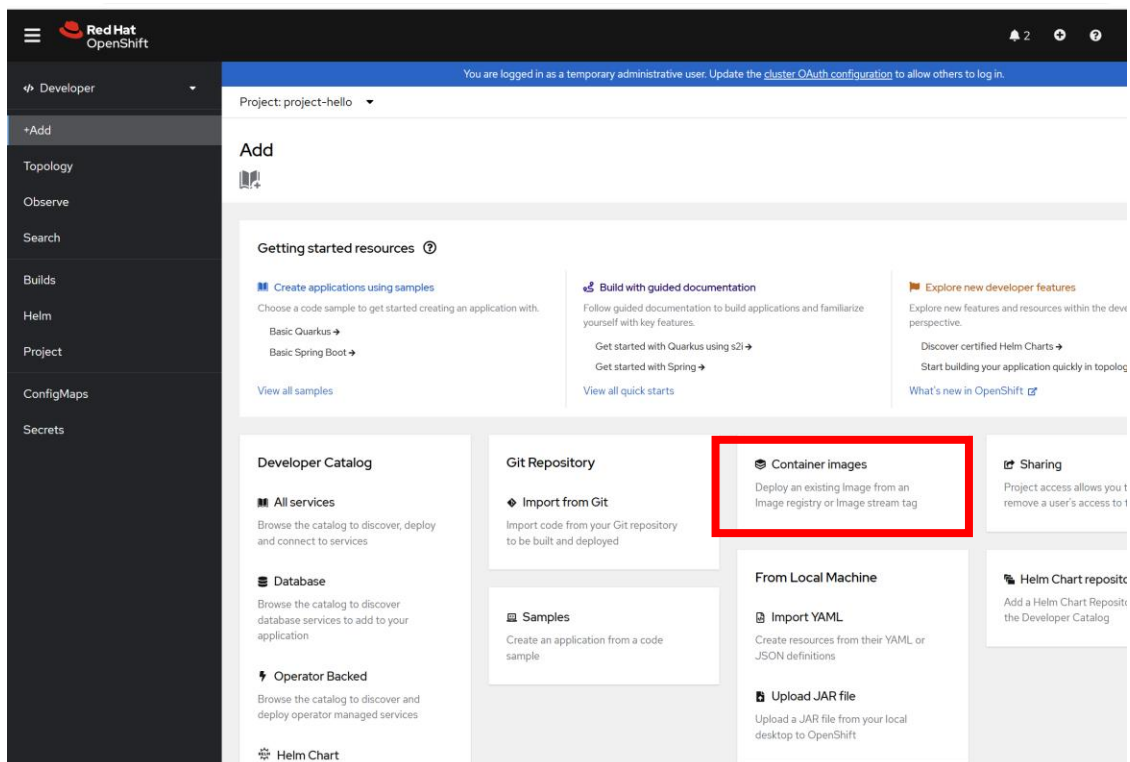 Red Hat
OpenShift
2
You are logged in as a temporary administrative user. Update the cluster OAuth configuration to allow others to log in.
Developer
Project: project-hello
+Add
Topology
Observe
Search
Builds
Helm
Project
ConfigMaps
Secrets
Add
Getting started resources
Create applications using samples
Choose a code sample to get started creating an application with.
Basic Quarkus →
Basic Spring Boot →
View all samples
Build with guided documentation
Follow guided documentation to build applications and familiarize
yourself with key features.
Get started with Quarkus using s2i →
Get started with Spring →
View all quick starts
Explore new developer features
Explore new features and resources within the deve
perspective.
Discover certified Helm Charts →
Start building your application quickly in topolog
What's new in OpenShift
Developer Catalog
All services
Browse the catalog to discover, deploy
and connect to services
Database
Browse the catalog to discover
database services to add to your
application
Operator Backed
Browse the catalog to discover and
deploy operator managed services
Helm Chart
Git Repository
Import from Git
Import code from your Git repository
to be built and deployed
Samples
Create an application from a code
sample
Container images
Deploy an existing Image from an
Image registry or Image stream tag
From Local Machine
Import YAML
Create resources from their YAML or
JSON definitions
Upload JAR file
Upload a JAR file from your local
desktop to OpenShift
Sharing
Project access allows you t
remove a user's access to t
Helm Chart reposito
Add a Helm Chart Reposito
the Developer Catalog